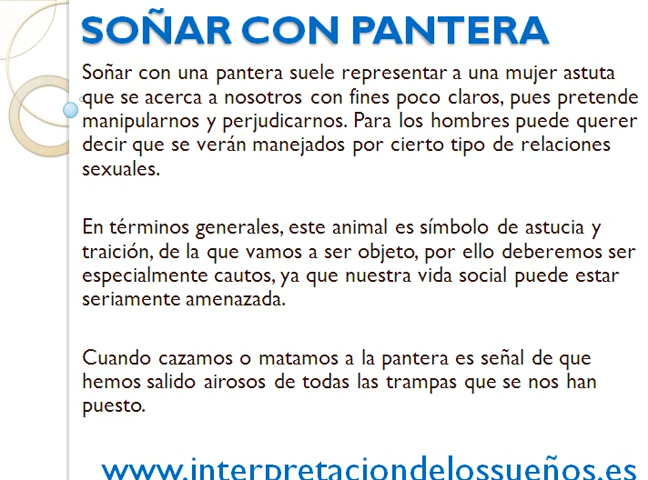 SOÑAR CON PANTERA
Soñar con una pantera suele representar a una mujer astuta
que se acerca a nosotros con fines poco claros, pues pretende
manipularnos y perjudicarnos. Para los hombres puede querer
decir que se verán manejados por cierto tipo de relaciones
sexuales.
En términos generales, este animal es símbolo de astucia y
traición, de la que vamos a ser objeto, por ello deberemos ser
especialmente cautos, ya que nuestra vida social puede estar
seriamente amenazada.
Cuando cazamos o matamos a la pantera es señal de que
hemos salido airosos de todas las trampas que se nos han
puesto.
www.interpretaciondelossueños.es